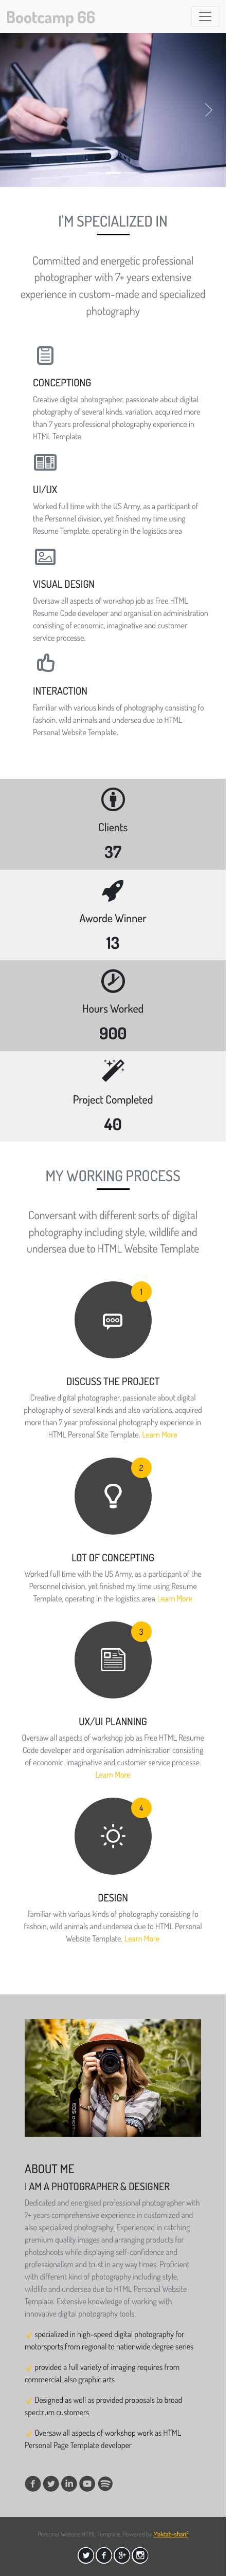 Bootcamp 66
I'M SPECIALIZED IN
Committed and energetic professional
photographer with 7+ years extensive
experience in custom-made and specialized
photography
CONCEPTIONG
Creative digital photographer, passionate about digital
photography of several kinds, variation, acquired more
than 7 years professional photography experience in
HTML Template.
UI/UX
Worked full time with the US Army, as a participant of
the Personnel division, yet finished my time using
Resume Template, operating in the logistics area
VISUAL DESIGN
Oversaw all aspects of workshop job as Free HTML
Resume Code developer and organisation administration
consisting of economic, imaginative and customer
service processe.
INTERACTION
Familiar with various kinds of photography consisting fo
fashoin, wild animals and undersea due to HTML
Personal Website Template.
Clients
37
Aworde Winner
13
Hours Worked
900
Project Completed
40
MY WORKING PROCESS
Conversant with different sorts of digital
photography including style, wildlife and
undersea due to HTML Website Template
1
DISCUSS THE PROJECT
Creative digital photographer, passionate about digital
photography of several kinds and also variations, acquired
more than 7 year professional photography experience in
HTML Personal Site Template. Learn More
2
LOT OF CONCEPTING
Worked full time with the US Army, as a participant of the
Personnel division, yet finished my time using Resume
Template, operating in the logistics area Learn More
3
UX/UI PLANNING
Oversaw all aspects of workshop job as Free HTML Resume
Code developer and organisation administration consisting
of economic, imaginative and customer service processe.
Learn More
4
DESIGN
Familiar with various kinds of photography consisting fo
fashoin, wild animals and undersea due to HTML Personal
Website Template. Learn More
ABOUT ME
I AM A PHOTOGRAPHER & DESIGNER
Dedicated and energised professional photographer with
7+ years comprehensive experience in customized and
also specialized photography. Experienced in catching
premium quality images and arranging products for
photoshoots while displaying self-confidence and
professionalism and trust in any way times. Proficient
with different kind of photography including style,
wildlife and undersea due to HTML Personal Website
Template. Extensive knowledge of working with
innovative digital photography tools.
specialized in high-speed digital photography for
motorsports from regional to nationwide degree series
provided a full variety of imaging requires from
commercial, also graphic arts
Designed as well as provided proposals to broad
spectrum customers
Oversaw all aspects of workshop work as HTML
Personal Page Template developer
Personal Website HTML Template, Powered by Maktab-sharif